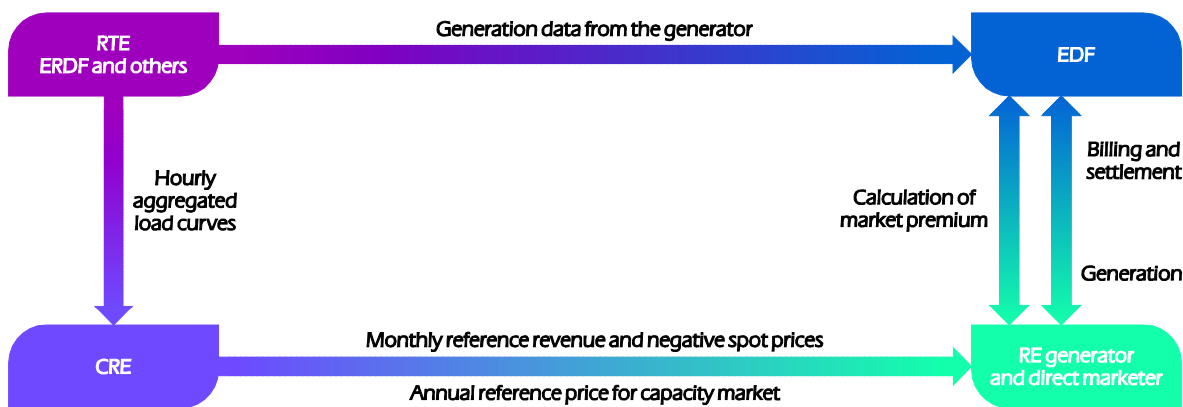 Generation data from the generator
RTE
ERDF and others
EDF
Hourly
aggregated
load curves
Billing and
settlement
Calculation of
market premium
Generation
Monthly reference revenue and negative spot prices
CRE
Annual reference price for capacity market
RE generator
and direct marketer